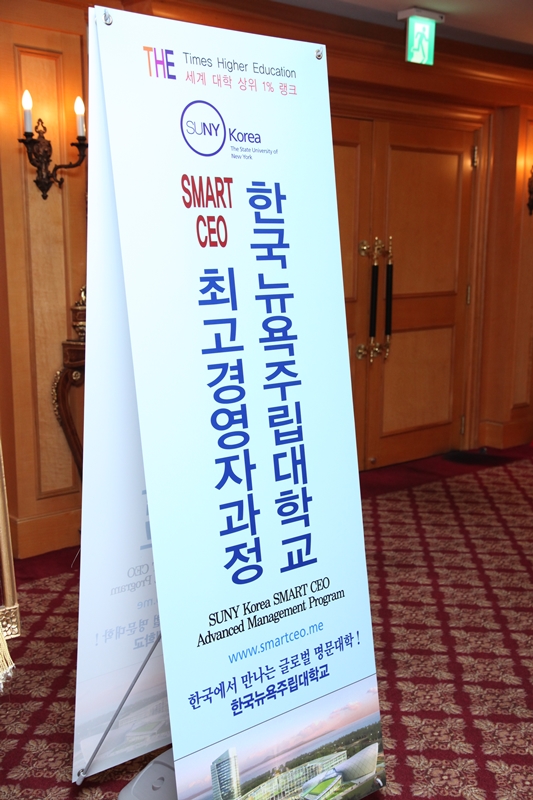 THE Times Higher Education
세계 대학 상위 1% 랭크
SUNY Korea
The State University of
New York
SMART
CEO
한국뉴욕주립대학교
최고경영자과정
SUNY Korea SMART CEO
Advanced Management Program
www.smartceo.me
한국에서 만나는 글로벌 명문대학!
한국뉴욕주립대학교